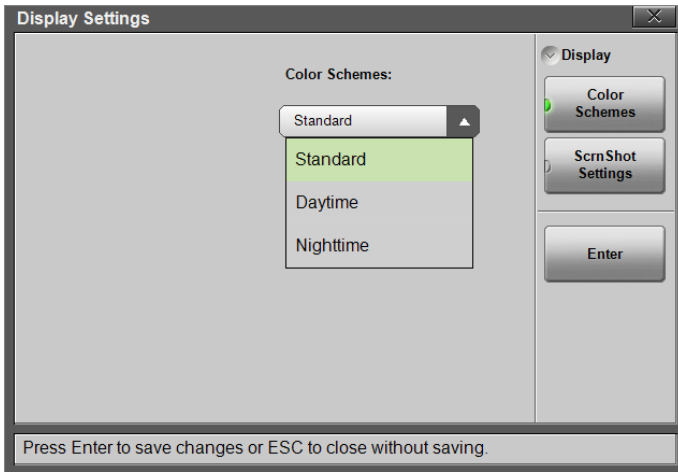 Display Settings
Display
Color Schemes:
Color
Schemes
Standard
Standard
ScrnShot
Settings
Daytime
Nighttime
Enter
Press Enter to save changes or ESC to close without saving.